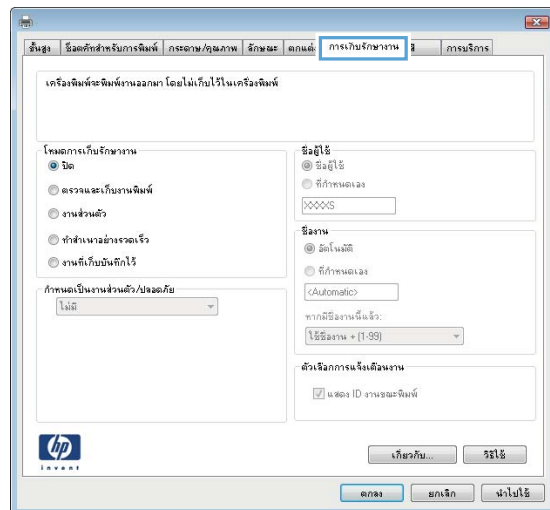 ขั้นสูง ช็อตคัทสำหรับการพิมพ์ กระดาษ/คุณภาพ ลักษณะ ตกแต่ง การเก็บรักษางาน สี การบริการ
เครื่องพิมพ์จะพิมพ์งานออกมา โดยไม่เก็บไว้ในเครื่องพิมพ์
โหมดการเก็บรักษางาน
ปิด
ตรวจและเก็บงานพิมพ์
งานส่วนตัว
ทำสำเนาอย่างรวดเร็ว
งานที่เก็บบันทึกไว้
กำหนดเป็นงานส่วนตัว/ปลอดภัย
ไม่มี
ชื่อผู้ใช้
ชื่อผู้ใช้
ที่กำหนดเอง
XXXXS
ชื่องาน
อัตโนมัติ
ที่กำหนดเอง
<Automatic>
หากมีชื่องานนี้แล้ว:
ใช้ชื่องาน + (1-99)
ตัวเลือกการแจ้งเตือนงาน
แสดง ID งานขณะพิมพ์
hp
invent
เกี่ยวกับ... วิธีใช้
ตกลง ยกเลิก นำไปใช้